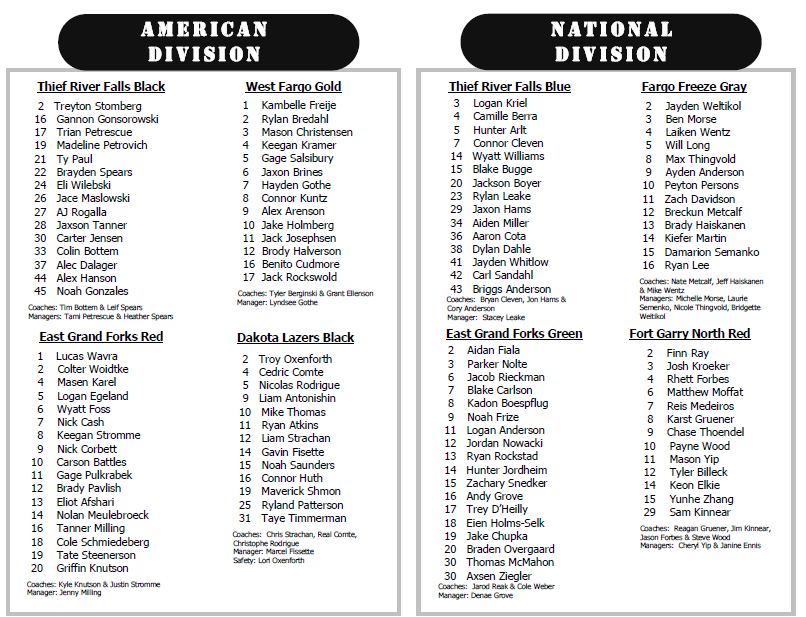 AMERICAN
DIVISION
Thief River Falls Black
2 Treyton Stomberg
16 Gannon Gonsorowski
17 Trian Petrescue
19 Madeline Petrovich
21 Ty Paul
22 Brayden Spears
24 Eli Wilebski
26 Jace Maslowski
27 AJ Rogalla
28 Jaxson Tanner
30 Carter Jensen
33 Colin Bottem
37 Alec Dalager
44 Alex Hanson
45 Noah Gonzales
Coaches: Tim Bottem & Leif Spears
Managers: Tami Petrescue & Heather Spears
West Fargo Gold
1 Kambelle Freije
2 Rylan Bredahl
3 Mason Christensen
4 Keegan Kramer
5 Gage Salsibury
6 Jaxon Brines
7 Hayden Gothe
8 Connor Kuntz
9 Alex Arenson
10 Jake Holmberg
11 Jack Josephsen
12 Brody Halverson
16 Benito Cudmore
17 Jack Rockswold
Coaches: Tyler Berginski & Grant Ellenson
Manager: Lyndsee Gothe
East Grand Forks Red
1 Lucas Wavra
2 Colter Woidtke
4 Masen Karel
5 Logan Egeland
6 Wyatt Foss
7 Nick Cash
8 Keegan Stromme
9 Nick Corbett
10 Carson Battles
11 Gage Pulkrabek
12 Brady Pavlish
13 Eliot Afshari
14 Nolan Meulebroeck
16 Tanner Milling
18 Cole Schmiedeberg
19 Tate Steenerson
20 Griffin Knutson
Coaches: Kyle Knutson & Justin Stromme
Manager: Jenny Milling
Dakota Lazers Black
2 Troy Oxenforth
4 Cedric Comte
5 Nicolas Rodrigue
9 Liam Antonishin
10 Mike Thomas
11 Ryan Atkins
12 Liam Strachan
14 Gavin Fisette
15 Noah Saunders
16 Connor Huth
19 Maverick Shmon
25 Ryland Patterson
31 Taye Timmerman
Coaches: Chris Strachan, Real Comte,
Christophe Rodrigue
Manager: Marcel Fissette
Safety: Lori Oxenforth
NATIONAL
DIVISION
Thief River Falls Blue
3 Logan Kriel
4 Camille Berra
5 Hunter Arlt
7 Connor Cleven
14 Wyatt Williams
15 Blake Bugge
20 Jackson Boyer
23 Rylan Leake
29 Jaxon Hams
34 Aiden Miller
36 Aaron Cota
38 Dylan Dahle
41 Jayden Whitlow
42 Carl Sandahl
43 Briggs Anderson
Coaches: Bryan Cleven, Jon Hams &
Cory Anderson
Manager: Stacey Leake
Fargo Freeze Gray
2 Jayden Weltikol
3 Ben Morse
4 Laiken Wentz
5 Will Long
8 Max Thingvold
9 Ayden Anderson
10 Peyton Persons
11 Zach Davidson
12 Breckun Metcalf
13 Brady Haiskanen
14 Kiefer Martin
15 Damarion Semanko
16 Ryan Lee
Coaches: Nate Metcalf, Jeff Haiskanen
& Mike Wentz
Managers: Michelle Morse, Laurie
Semenko, Nicole Thingvold, Bridgette
Weltikol
East Grand Forks Green
2 Aidan Fiala
3 Parker Nolte
6 Jacob Rieckman
7 Blake Carlson
8 Kadon Boespflug
9 Noah Frize
11 Logan Anderson
12 Jordan Nowacki
13 Ryan Rockstad
14 Hunter Jordheim
15 Zachary Snedker
16 Andy Grove
17 Trey D'Heilly
18 Eien Holms-Selk
19 Jake Chupka
20 Braden Overgaard
30 Thomas McMahon
30 Axsen Ziegler
Coaches: Jarod Reak & Cole Weber
Manager: Denae Grove
Fort Garry North Red
2 Finn Ray
3 Josh Kroeker
4 Rhett Forbes
6 Matthew Moffat
7 Reis Medeiros
8 Karst Gruener
9 Chase Thoendel
10 Payne Wood
11 Mason Yip
12 Tyler Billeck
14 Keon Elkie
15 Yunhe Zhang
29 Sam Kinnear
Coaches: Reagan Gruener, Jim Kinnear,
Jason Forbes & Steve Wood
Managers: Cheryl Yip & Janine Ennis